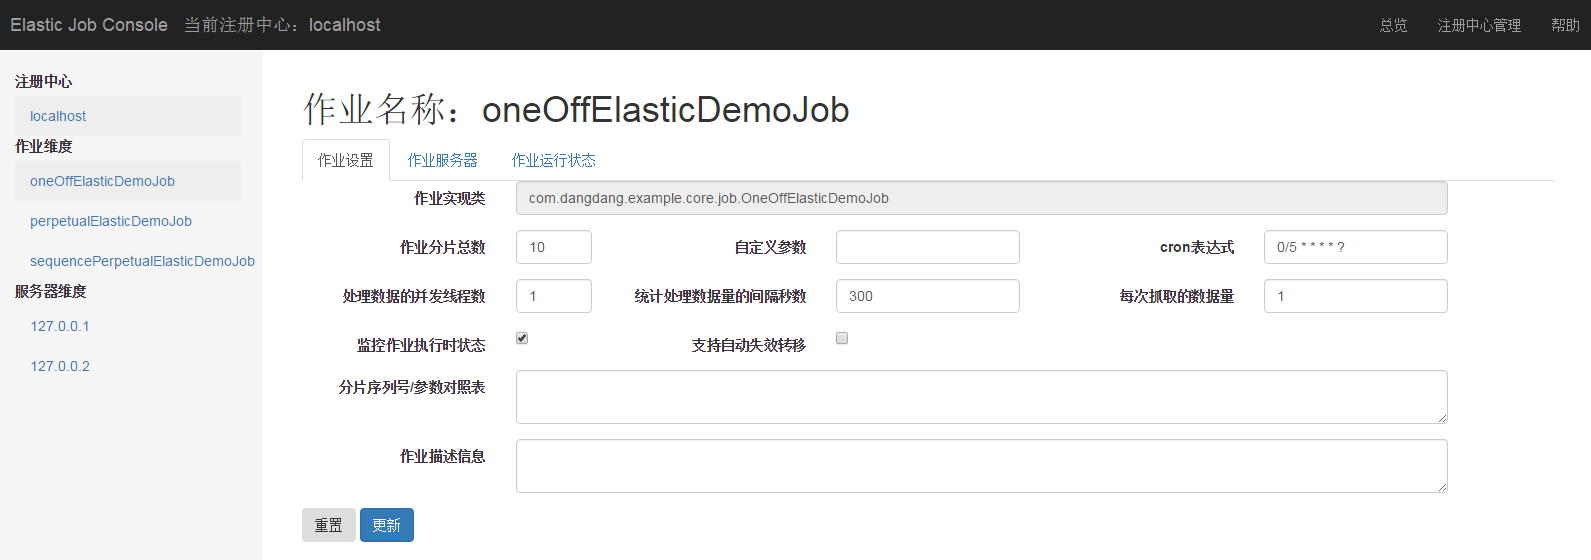 Elastic Job Console 当前注册中心：localhost 总览 注册中心管理 帮助
注册中心
localhost
作业维度
oneOffElasticDemoJob
perpetualElasticDemoJob
sequencePerpetualElasticDemoJob
服务器维度
127.0.0.1
127.0.0.2
作业名称：oneOffElasticDemoJob
作业设置 作业服务器 作业运行状态
作业实现类 com.dangdang.example.core.job.OneOffElasticDemoJob
作业分片总数 10 自定义参数 cron表达式 0/5 * * * * ?
处理数据的并发线程数 1 统计处理数据量的间隔秒数 300 每次抓取的数据量 1
监控作业执行时状态 支持自动失效转移
分片序列号/参数对照表
作业描述信息
重置 更新